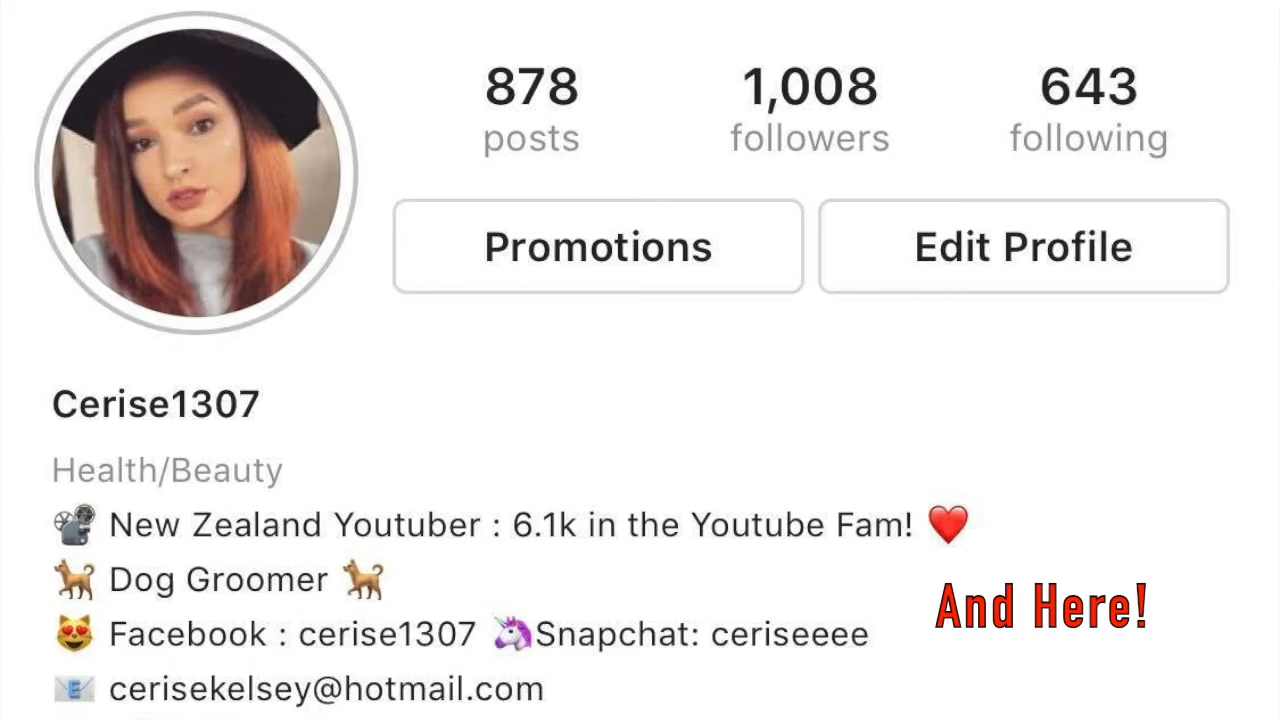 878 1,008 643
posts followers following
Promotions Edit Profile
Cerise1307
Health/Beauty
New Zealand Youtuber : 6.1k in the Youtube Fam!
Dog Groomer
And Here!
Facebook : cerise1307 Snapchat: ceriseeee
cerisekelsey@hotmail.com